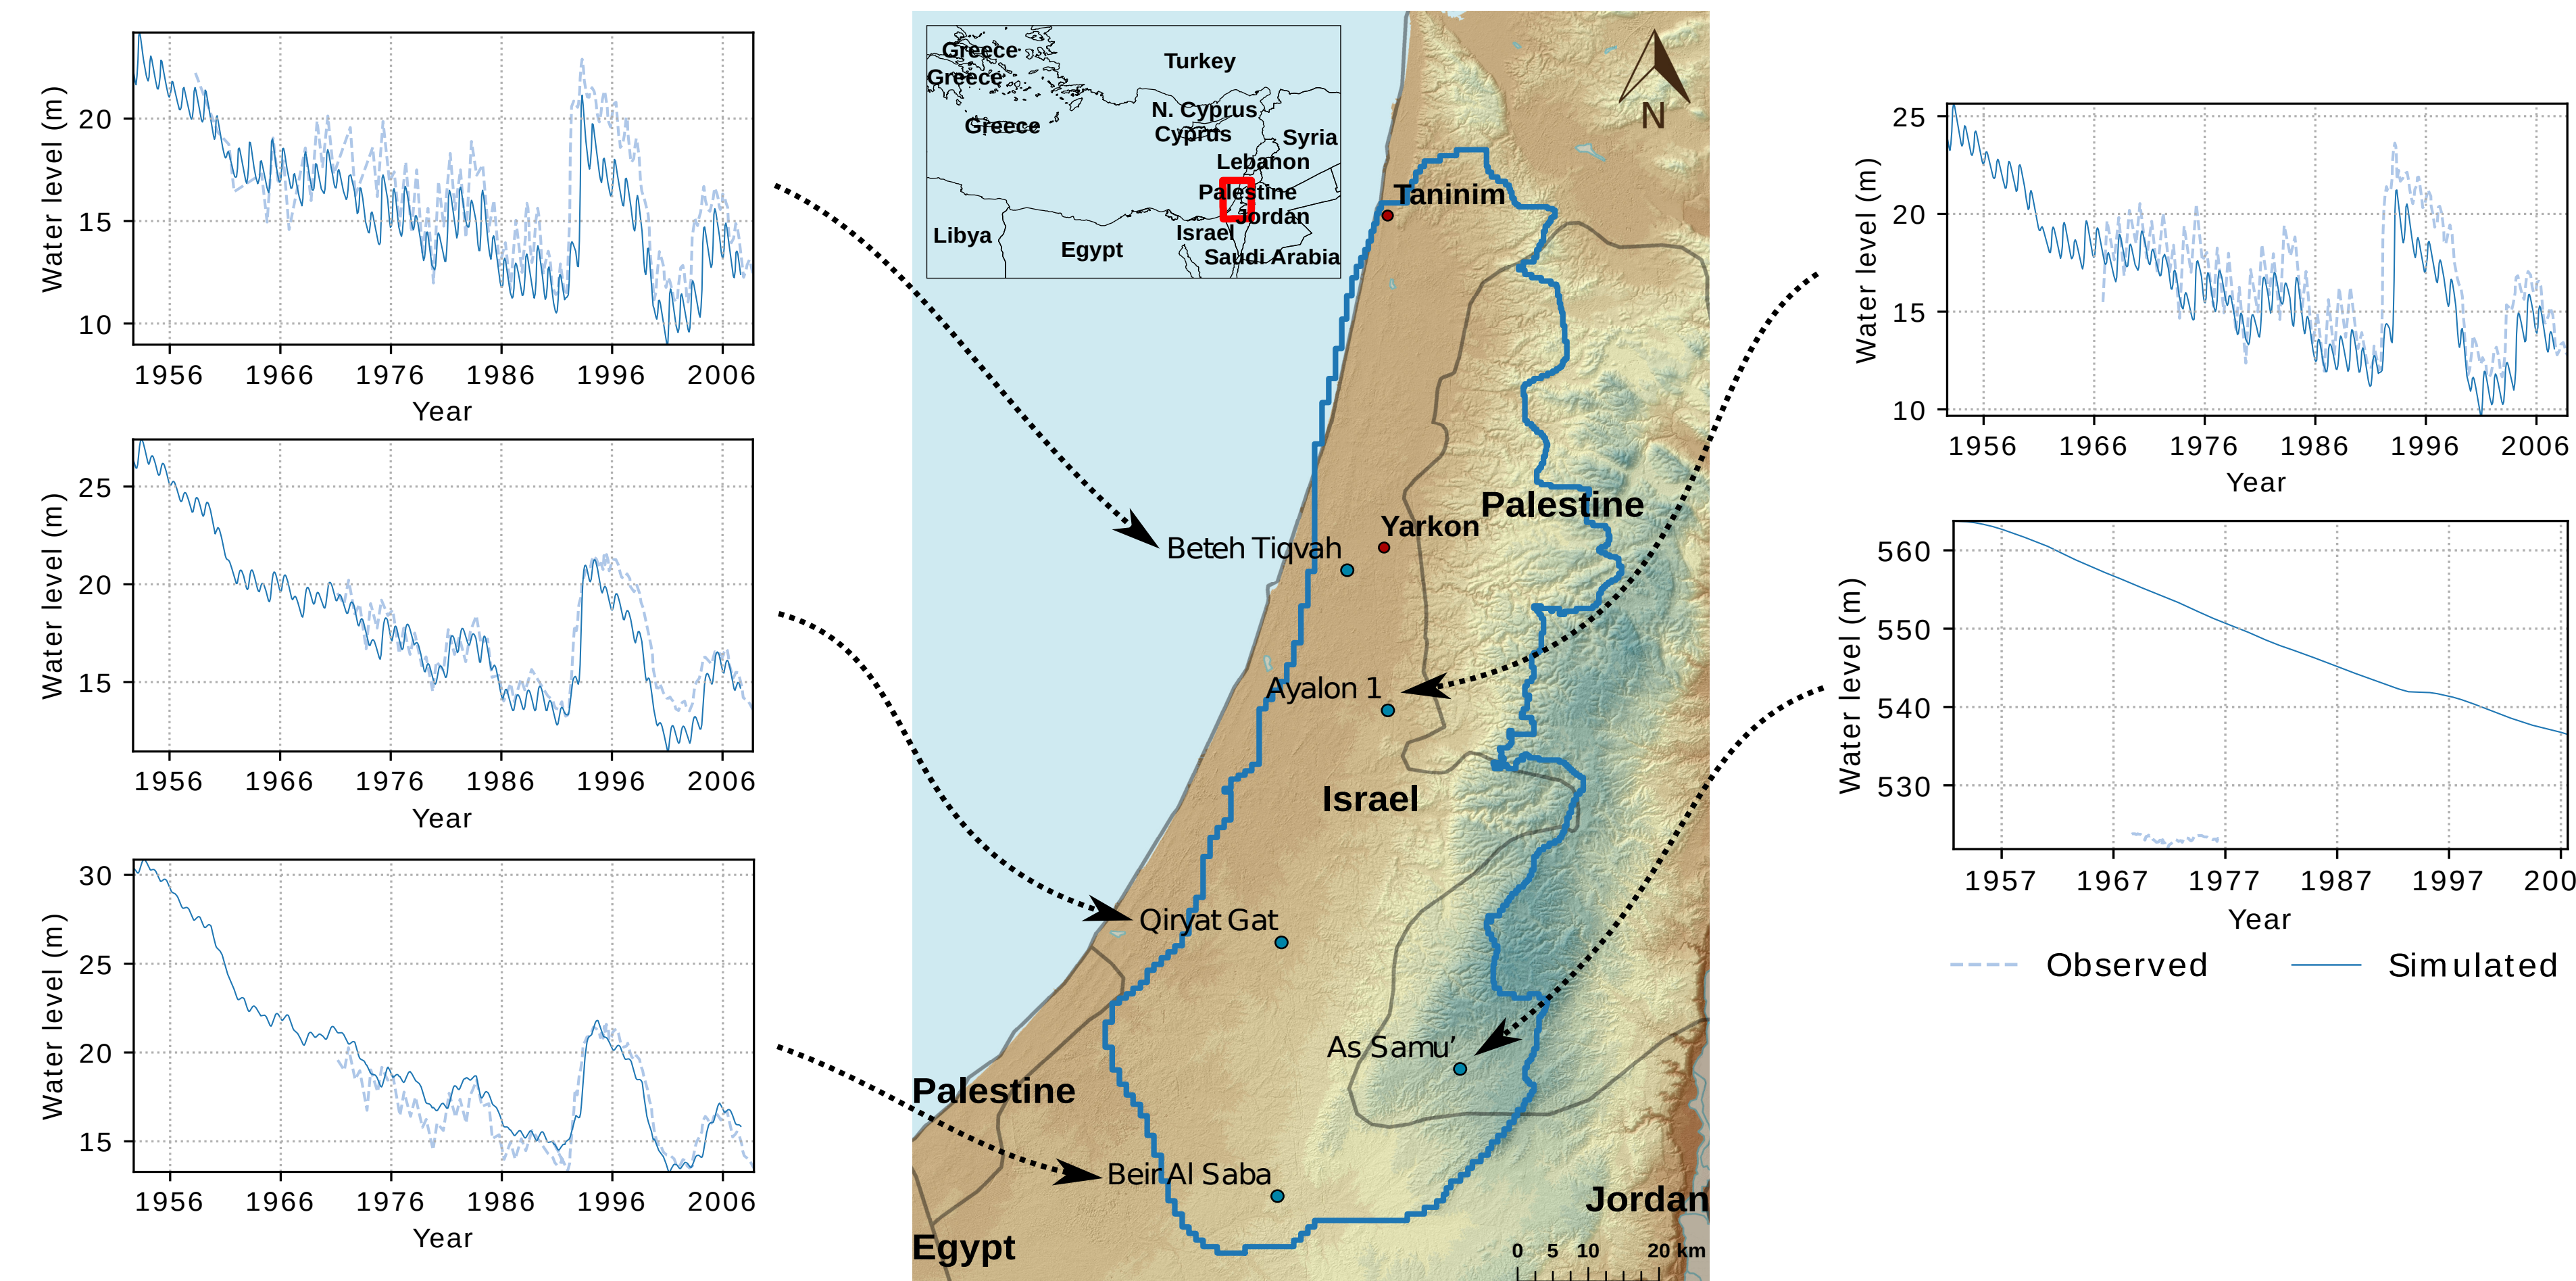 20
15
10
Water level (m)
1956 1966 1976 1986 1996 2006
Year
25
20
15
Water level (m)
1956 1966 1976 1986 1996 2006
Year
30
25
20
15
Water level (m)
1956 1966 1976 1986 1996 2006
Year
Greece
Turkey
Greece
N. Cyprus
Greece
Cyprus
Syria
Lebanon
Palestine
Jordan
Libya
Israel
Egypt
Saudi Arabia
N
Taninim
Palestine
Yarkon
Beteh Tiqvah
Ayalon 1
Israel
Qiryat Gat
As Samu’
Palestine
Beir Al Saba
Jordan
Egypt
0 5 10 20 km
25
20
15
10
Water level (m)
1956 1966 1976 1986 1996 2006
Year
560
550
540
530
Water level (m)
1957 1967 1977 1987 1997 200
Year
Observed Simulated